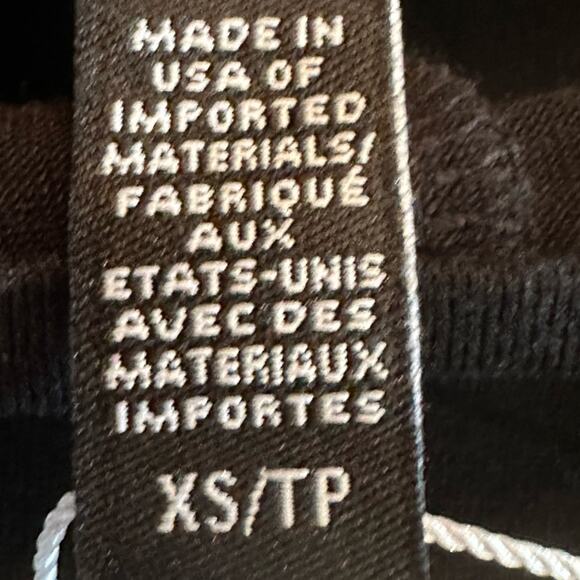 MADE IN
USA OF
IMPORTED
MATERIALS/
FABRIQUÉ
AUX
ETATS-UNIS
AVEC DES
MATERIAUX
IMPORTES
XS/TP